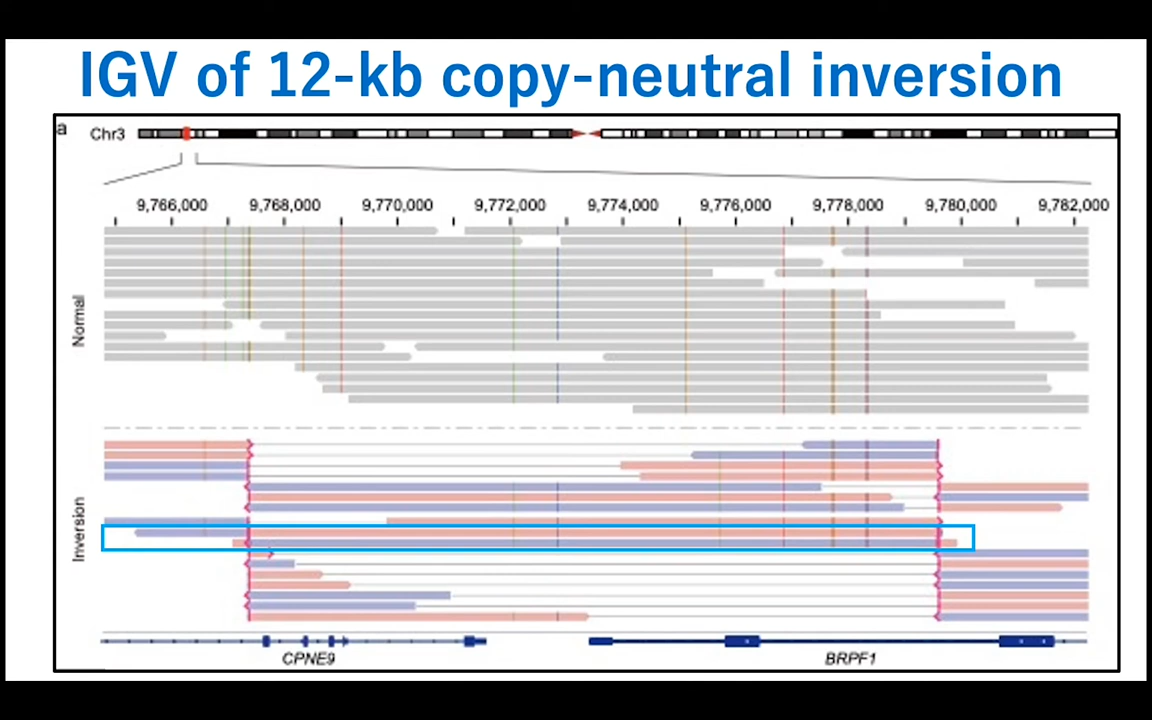 IGV of 12-kb copy-neutral inversion
a
Chr3
9,766,000 9,768,000 9,770,000 9,772,000 9,774,000 9,776,000 9,778,000 9,780,000 9,782,000
Normal
Inversion
CPNE9 BRPF1